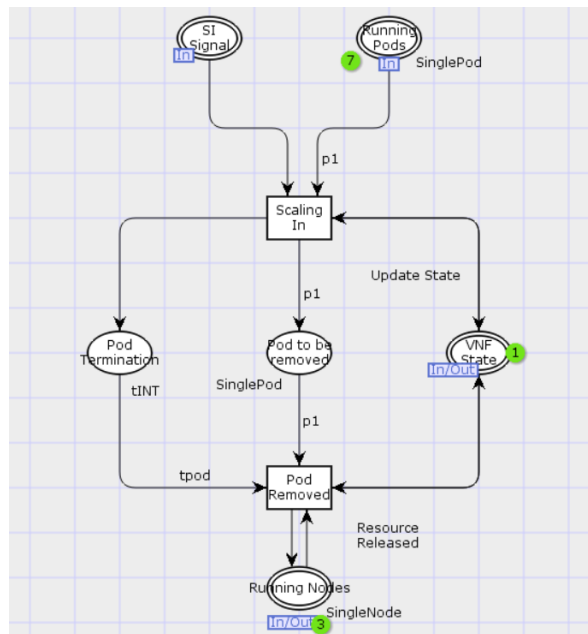 SI
Signal
In
Running
Pods
7
In
SinglePod
p1
Scaling
In
Update State
p1
Pod
Termination
Pod to be
removed
VNF
State
1
In/Out
SinglePod
tINT
p1
tpod
Pod
Removed
Resource
Released
Running Nodes
SingleNode
In/Out
3